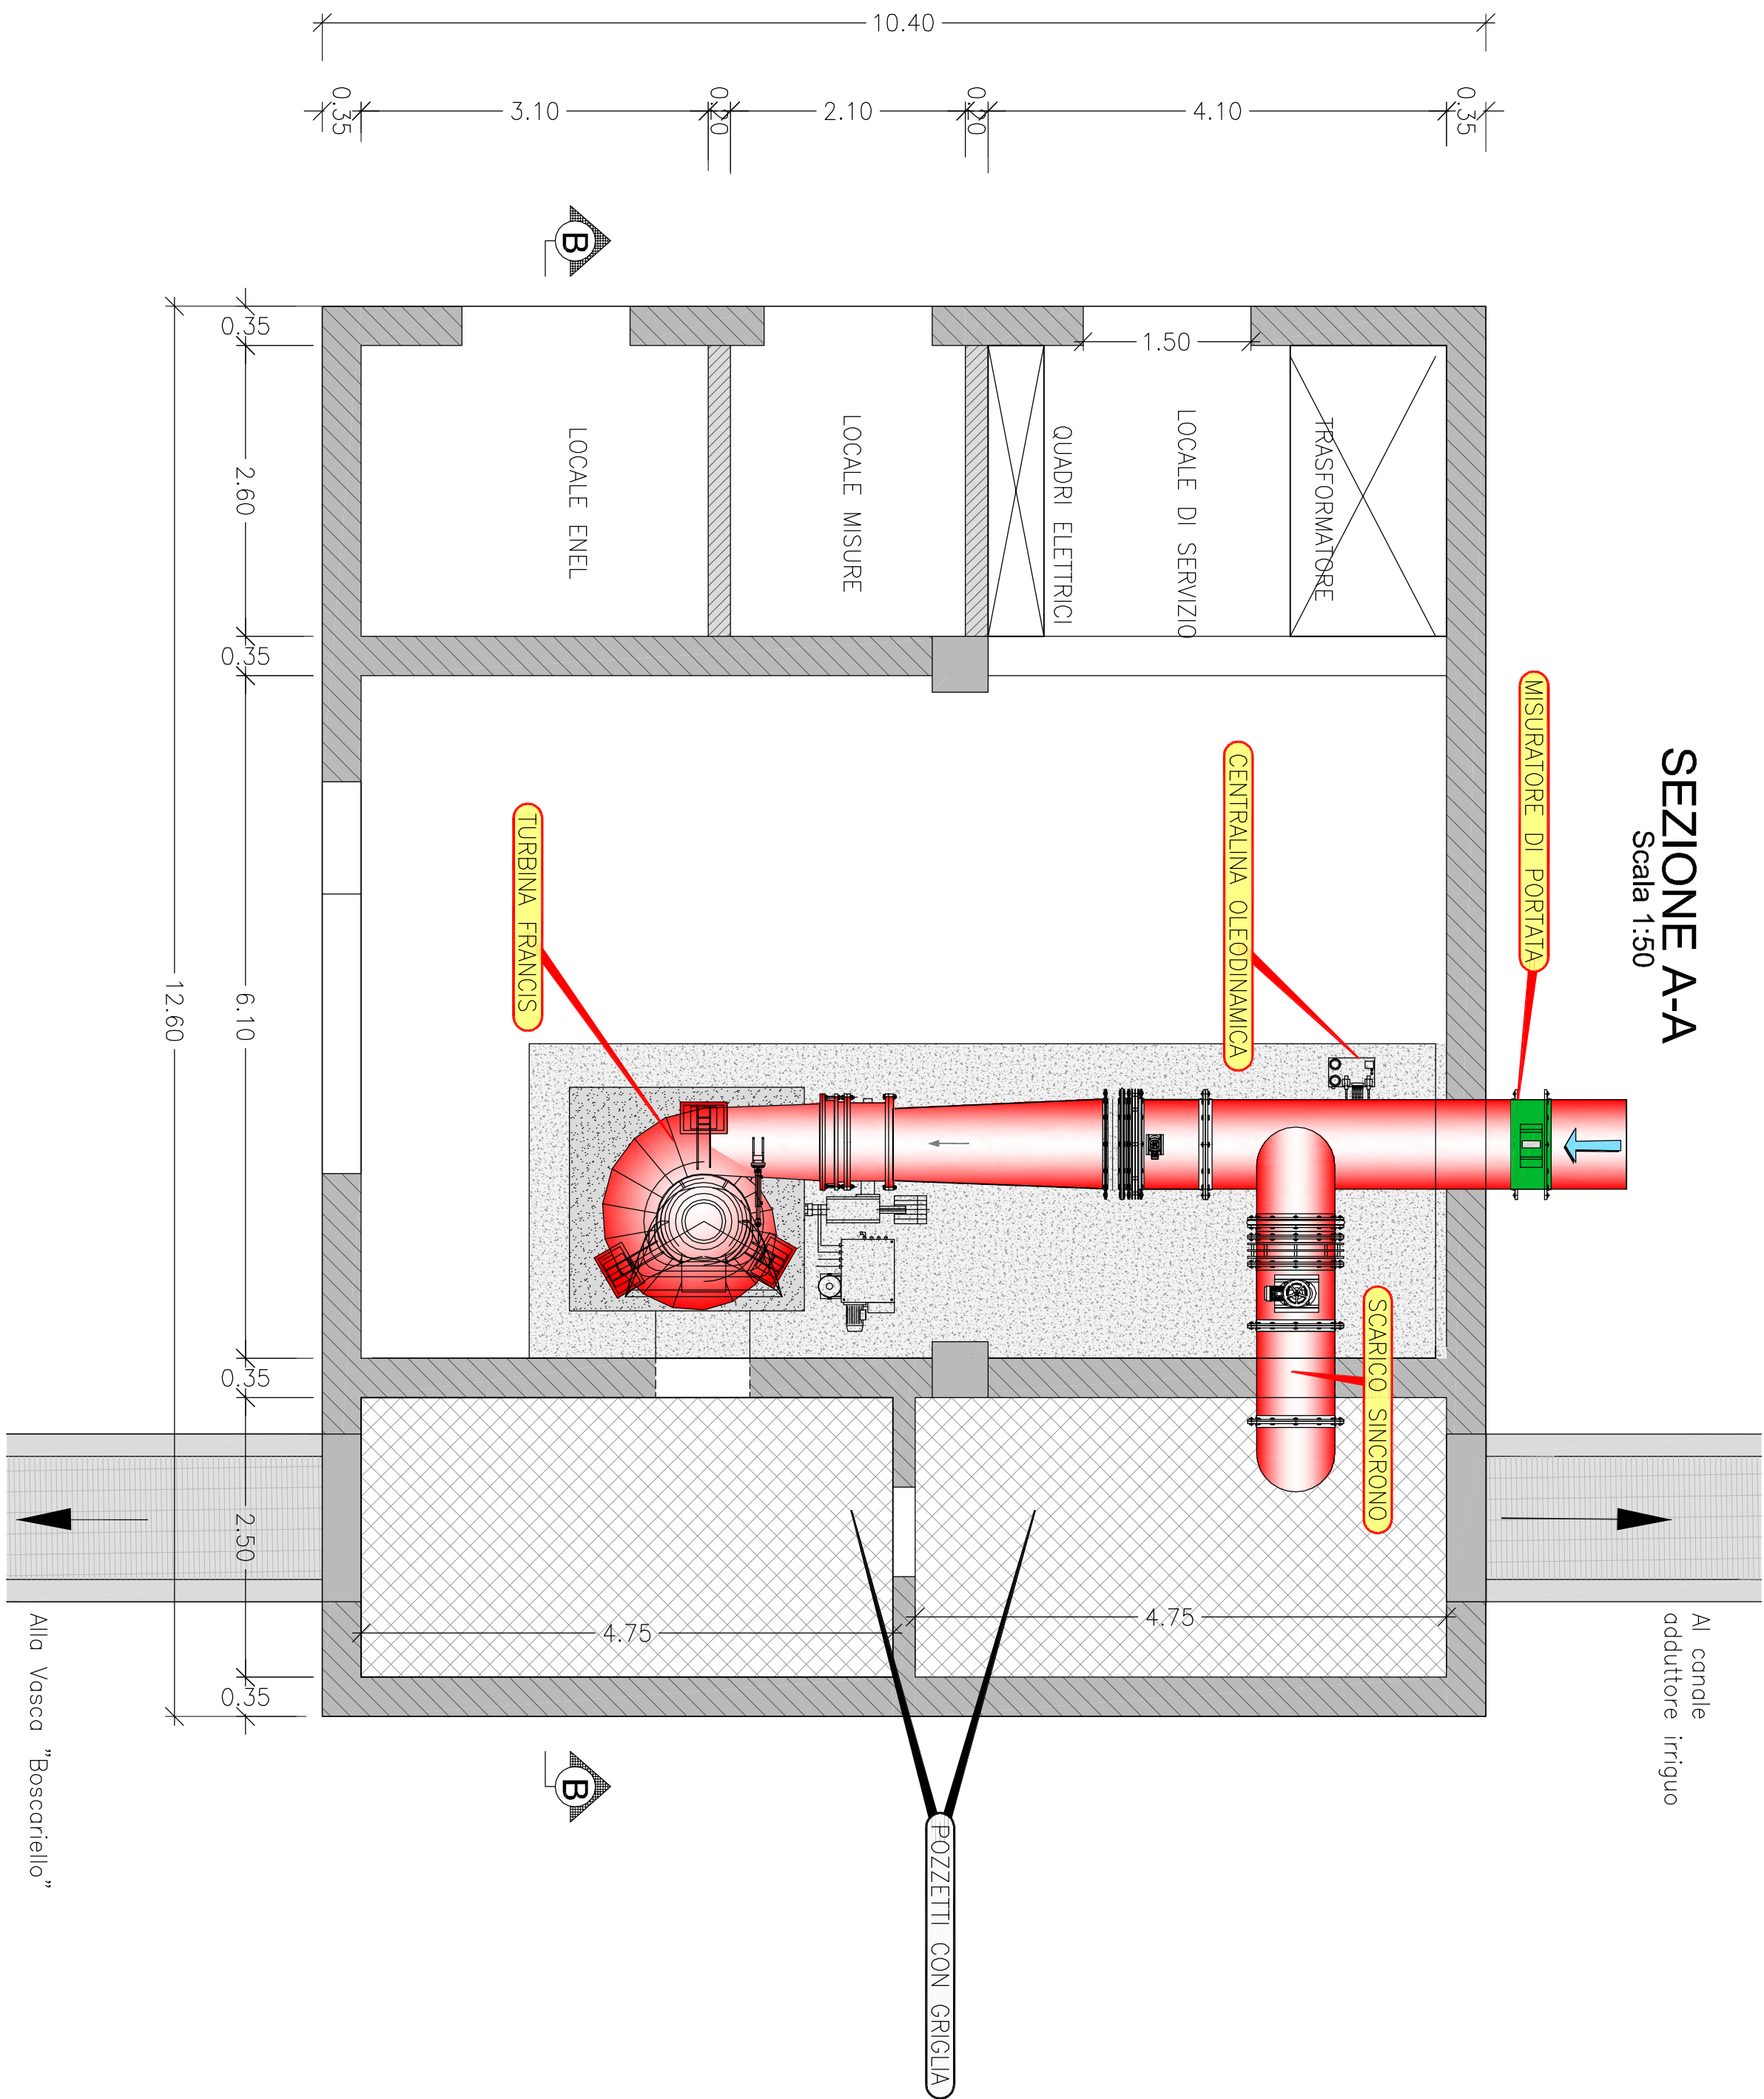 SEZIONE A-A
Scala 1:50
MISURATORE DI PORTATA
Al canale
adduttore irriguo
TRASFORMATORE
LOCALE DI SERVIZIO
QUADRI ELETTRICI
LOCALE MISURE
LOCALE ENEL
CENTRALINA OLEODINAMICA
SCARICO SINCRONO
TURBINA FRANCIS
POZZETTI CON GRIGLIA
Alla Vasca "Boscariello"
B
B
10.40
0.35
4.10
0.20
2.10
0.20
3.10
0.35
1.50
4.75
4.75
0.35
2.60
0.35
6.10
0.35
2.50
0.35
12.60